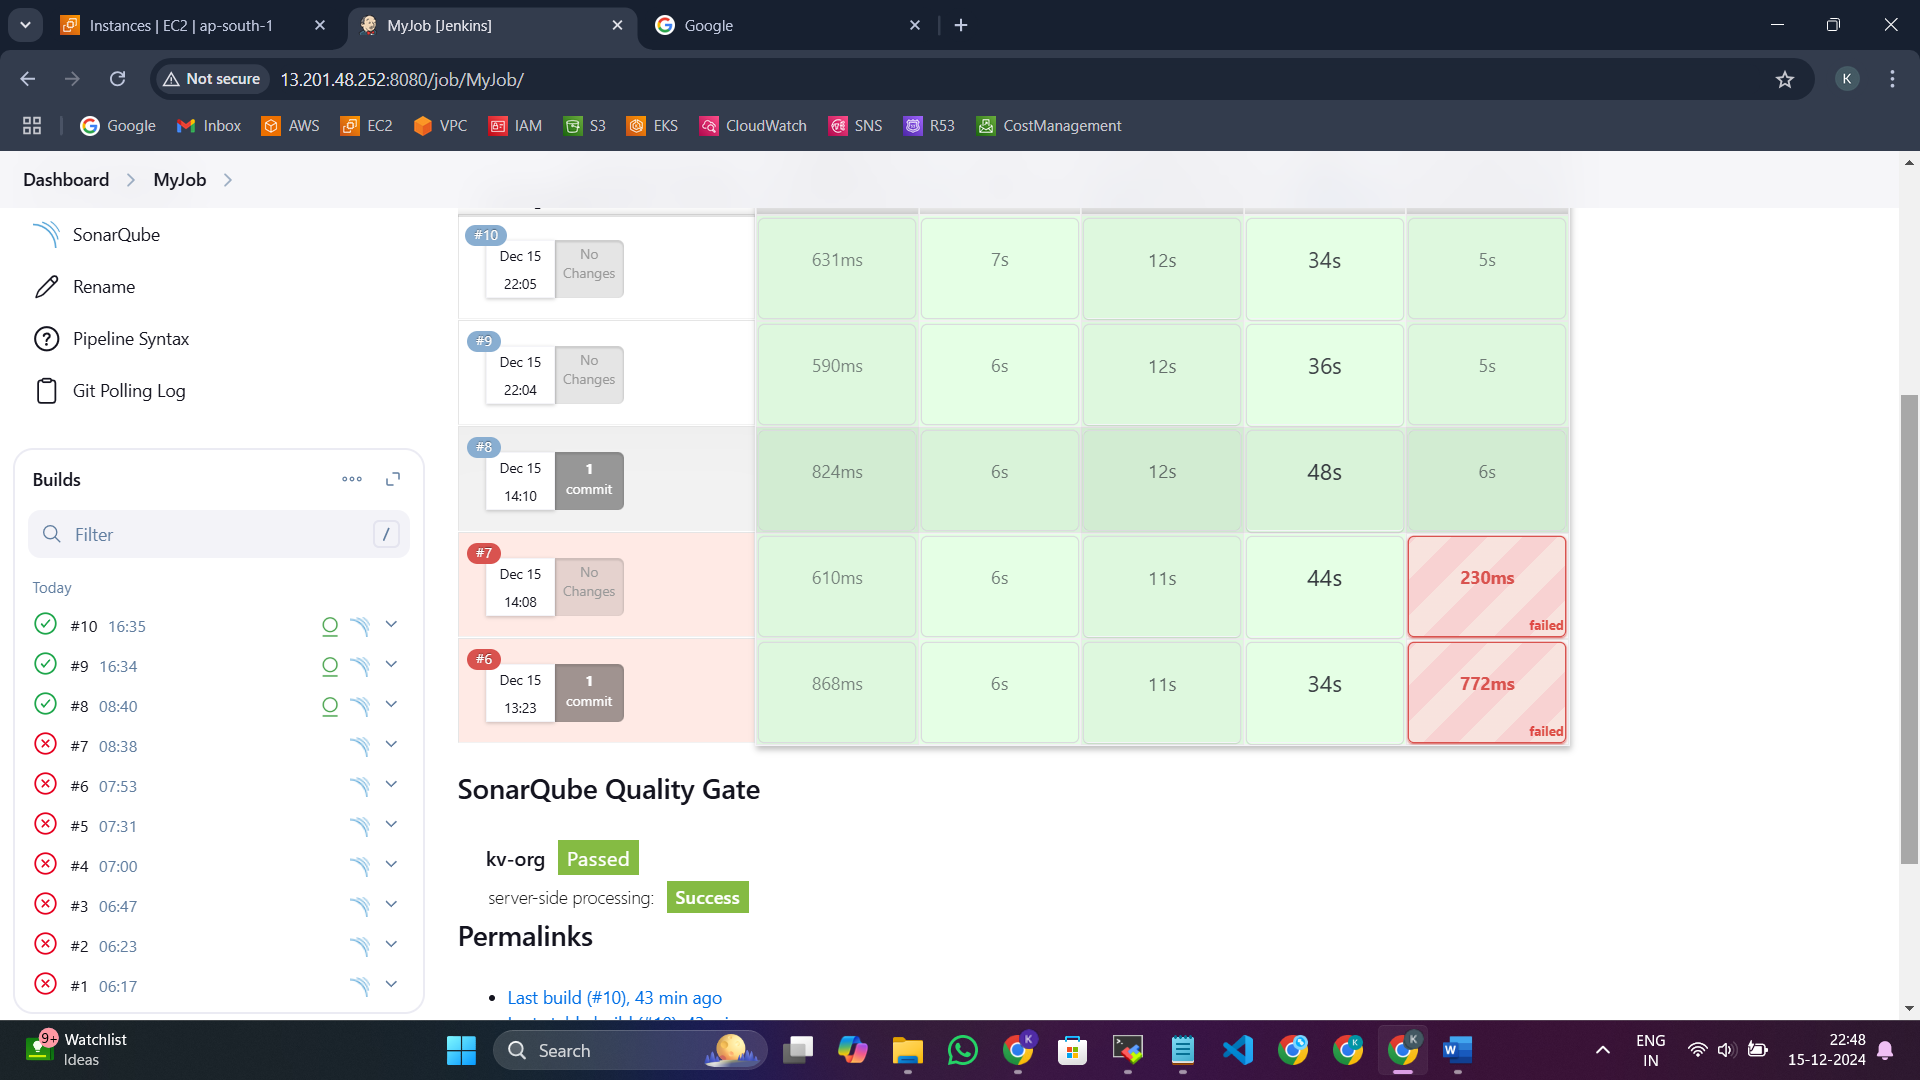 Instances | EC2 | ap-south-1
MyJob [Jenkins]
Google
Not secure
13.201.48.252:8080/job/MyJob/
K
Google
Inbox
AWS
EC2
VPC
IAM
S3
EKS
CloudWatch
SNS
R53
CostManagement
Dashboard
MyJob
SonarQube
Rename
Pipeline Syntax
Git Polling Log
Builds
Filter
/
Today
#10 16:35
#9 16:34
#8 08:40
#7 08:38
#6 07:53
#5 07:31
#4 07:00
#3 06:47
#2 06:23
#1 06:17
#10
Dec 15
22:05
No
Changes
631ms
7s
12s
34s
5s
#9
Dec 15
22:04
No
Changes
590ms
6s
12s
36s
5s
#8
Dec 15
14:10
1
commit
824ms
6s
12s
48s
6s
#7
Dec 15
14:08
No
Changes
610ms
6s
11s
44s
230ms
failed
#6
Dec 15
13:23
1
commit
868ms
6s
11s
34s
772ms
failed
SonarQube Quality Gate
kv-org Passed
server-side processing: Success
Permalinks
Last build (#10), 43 min ago
9+
Watchlist
Ideas
Search
ENG
IN
22:48
15-12-2024